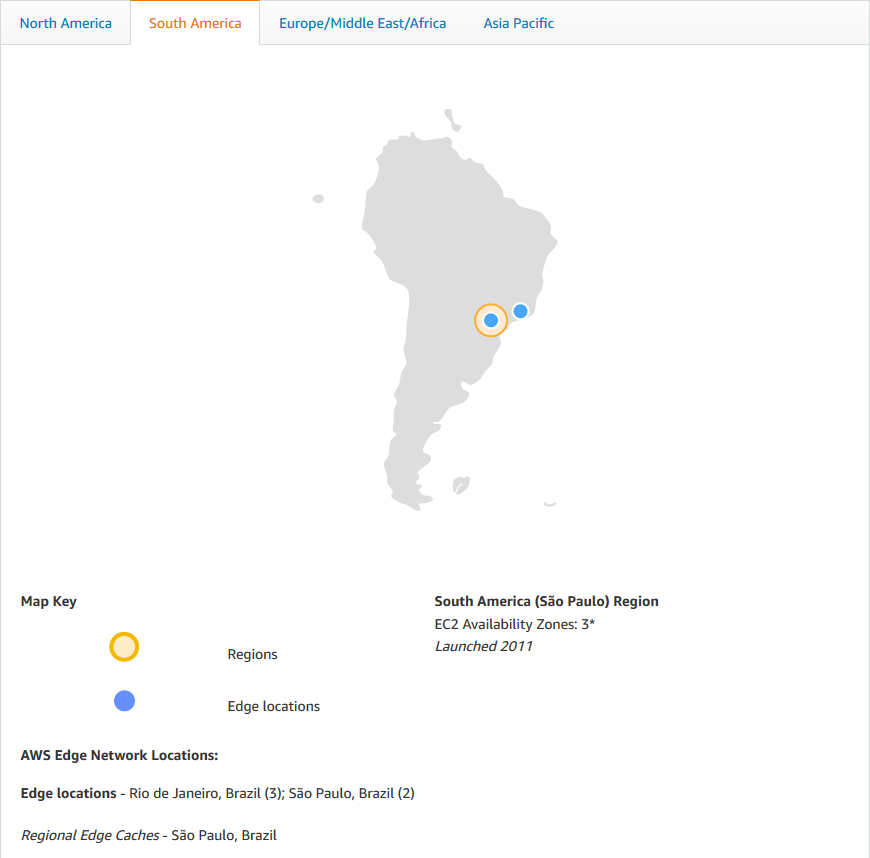 North America
South America
Europe/Middle East/Africa
Asia Pacific
Map Key
Regions
Edge locations
South America (São Paulo) Region
EC2 Availability Zones: 3*
Launched 2011
AWS Edge Network Locations:
Edge locations - Rio de Janeiro, Brazil (3); São Paulo, Brazil (2)
Regional Edge Caches - São Paulo, Brazil